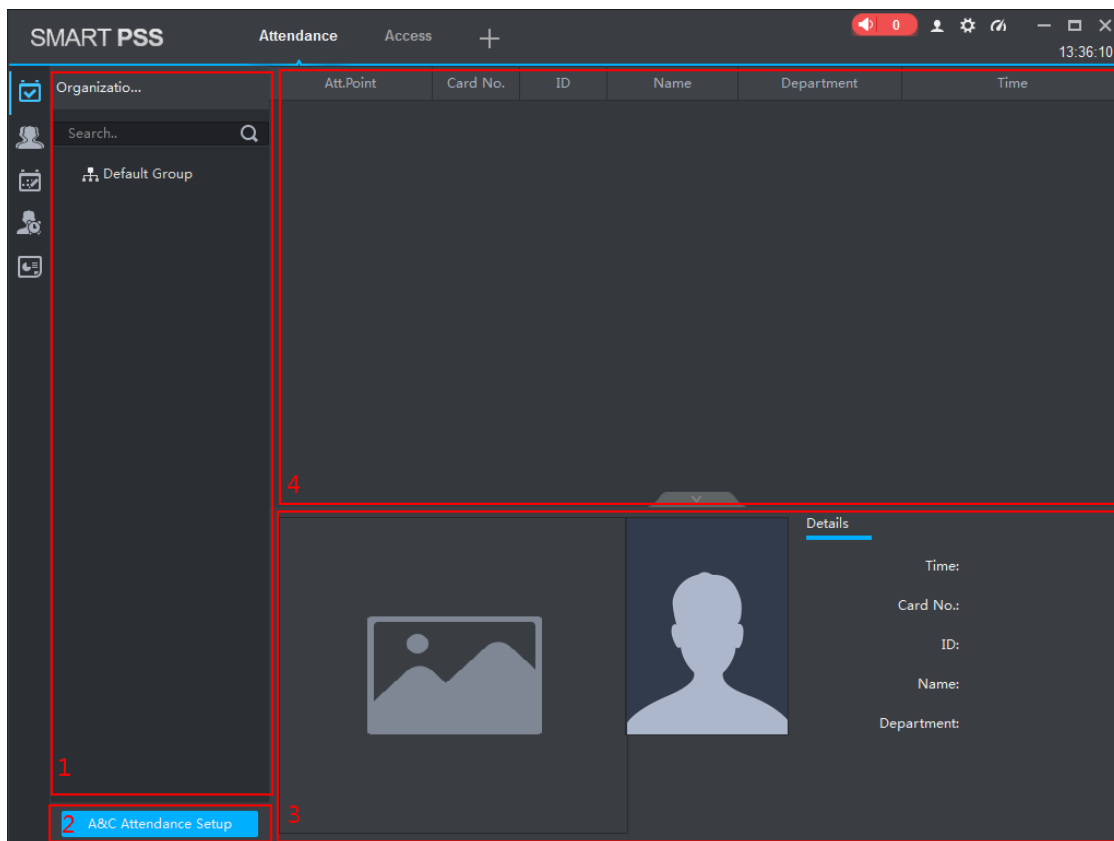 SMART PSS Attendance Access 0
13:36:10
Organizatio... Att.Point Card No. ID Name Department Time
Search..
Default Group
4
Details
Time:
Card No.:
ID:
Name:
Department:
1
3
2 A&C Attendance Setup